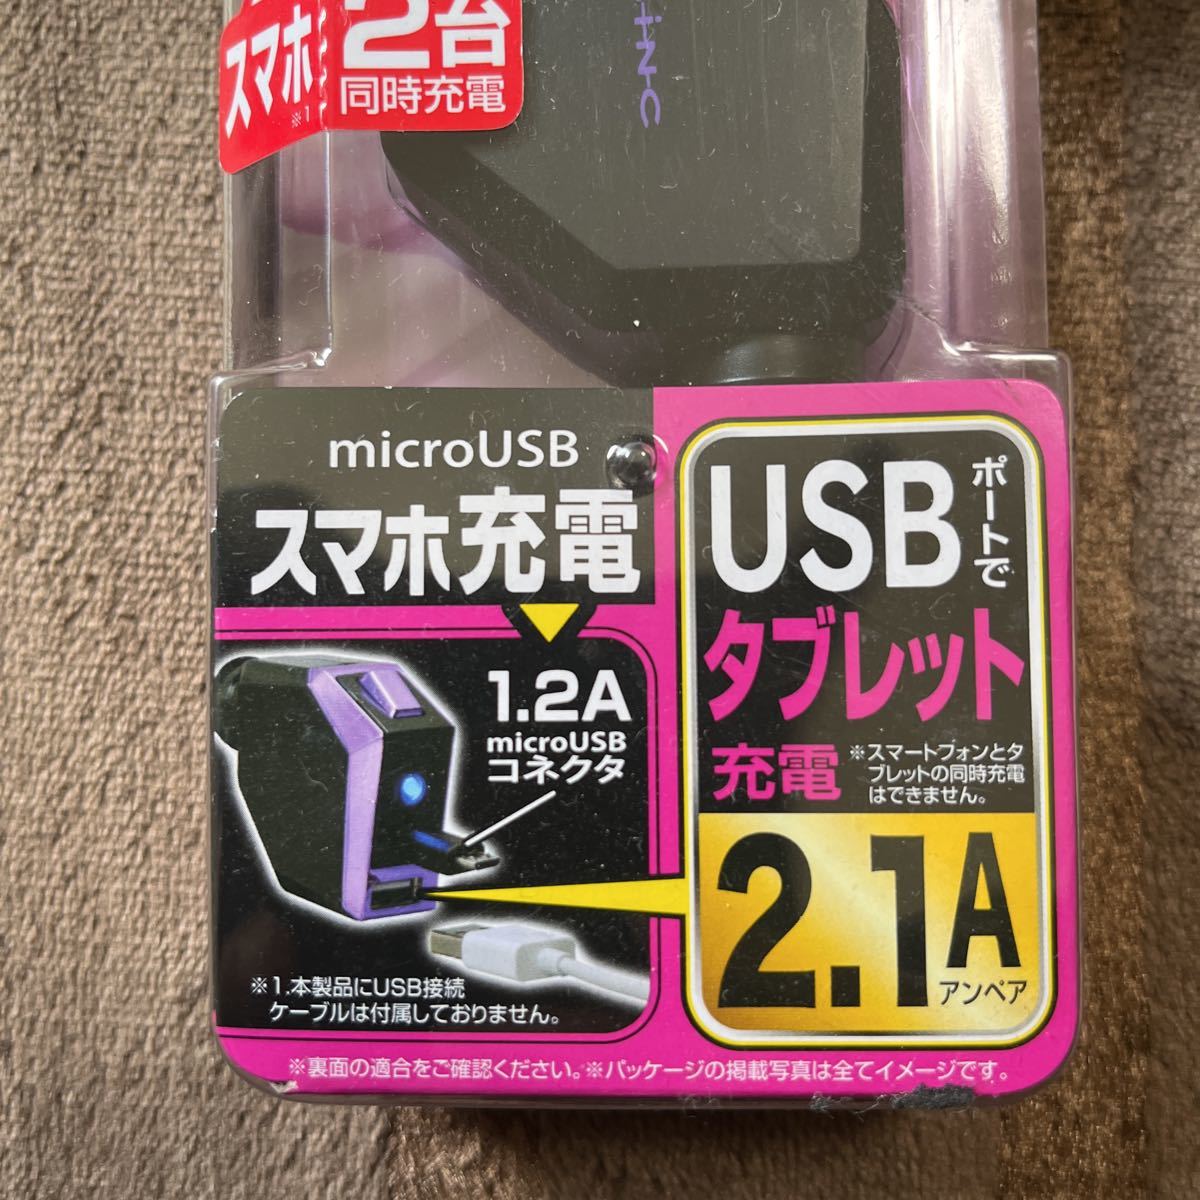 スマホ
※1
2台
同時充電
microUSB
スマホ充電
1.2A
microUSB
コネクタ
※1.本製品にUSB接続
ケーブルは付属しておりません。
USB
ポートで
タブレット
充電
※スマートフォンとタ
ブレットの同時充電
はできません。
2.1A
アンペア
※裏面の適合をご確認ください。※パッケージの掲載写真は全てイメージです。